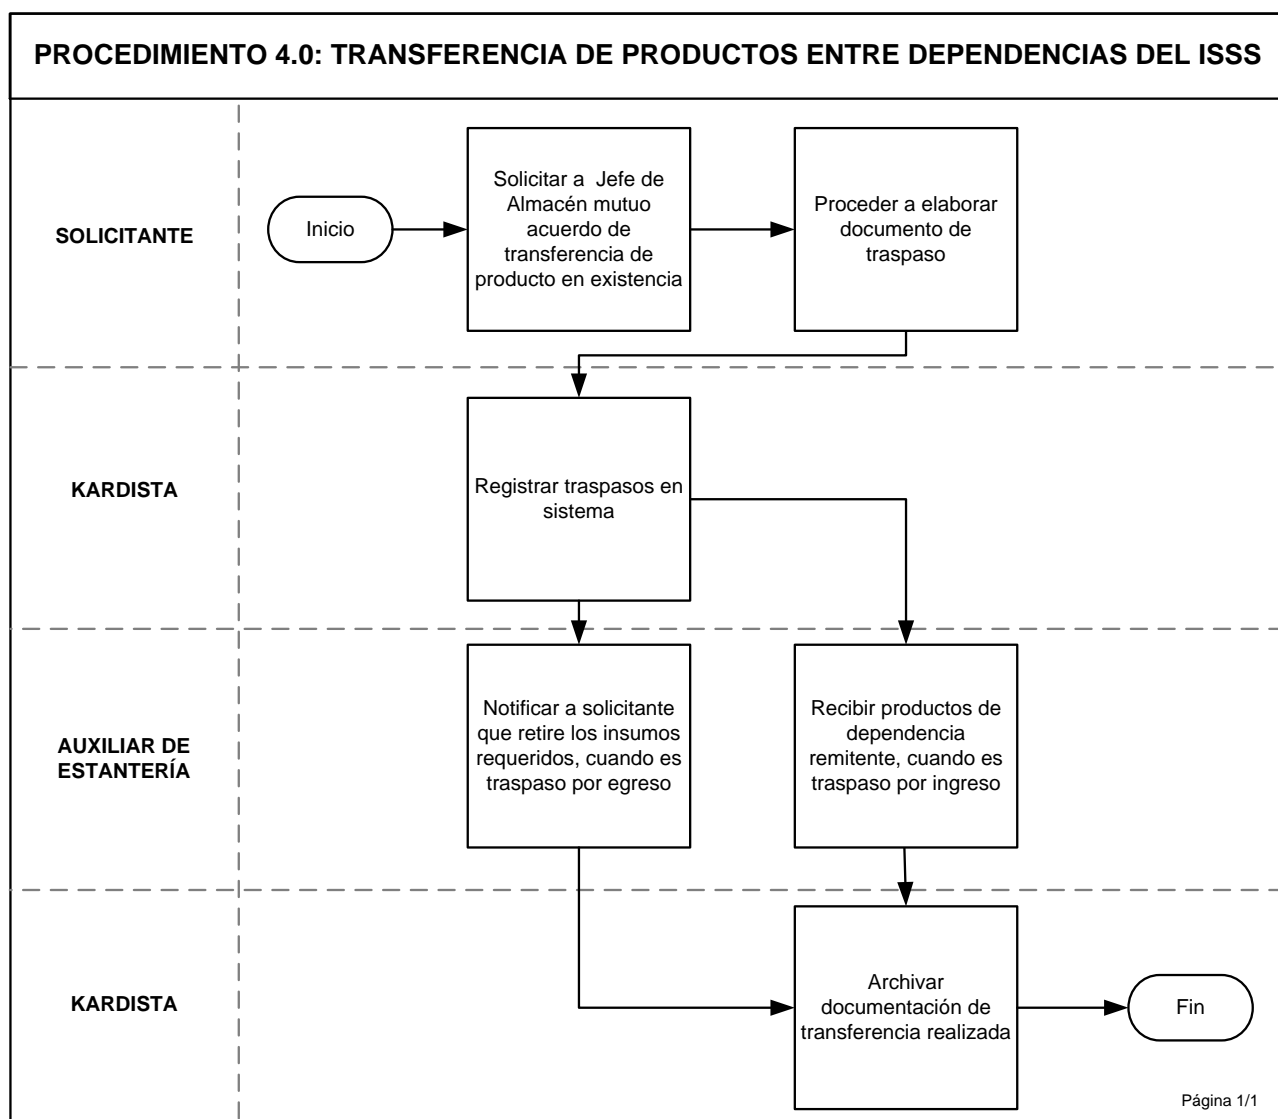 PROCEDIMIENTO 4.0: TRANSFERENCIA DE PRODUCTOS ENTRE DEPENDENCIAS DEL ISSS
SOLICITANTE
Inicio
Solicitar a Jefe de
Almacén mutuo
acuerdo de
transferencia de
producto en existencia
Proceder a elaborar
documento de
traspaso
KARDISTA
Registrar traspasos en
sistema
AUXILIAR DE
ESTANTERÍA
Notificar a solicitante
que retire los insumos
requeridos, cuando es
traspaso por egreso
Recibir productos de
dependencia
remitente, cuando es
traspaso por ingreso
KARDISTA
Archivar
documentación de
transferencia realizada
Fin
Página 1/1